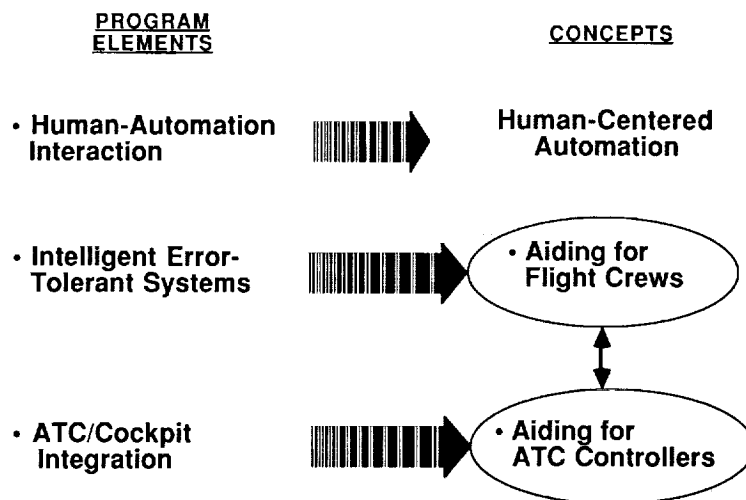 PROGRAM
ELEMENTS
CONCEPTS
• Human-Automation
Interaction
Human-Centered
Automation
• Intelligent Error-
Tolerant Systems
• Aiding for
Flight Crews
• ATC/Cockpit
Integration
• Aiding for
ATC Controllers